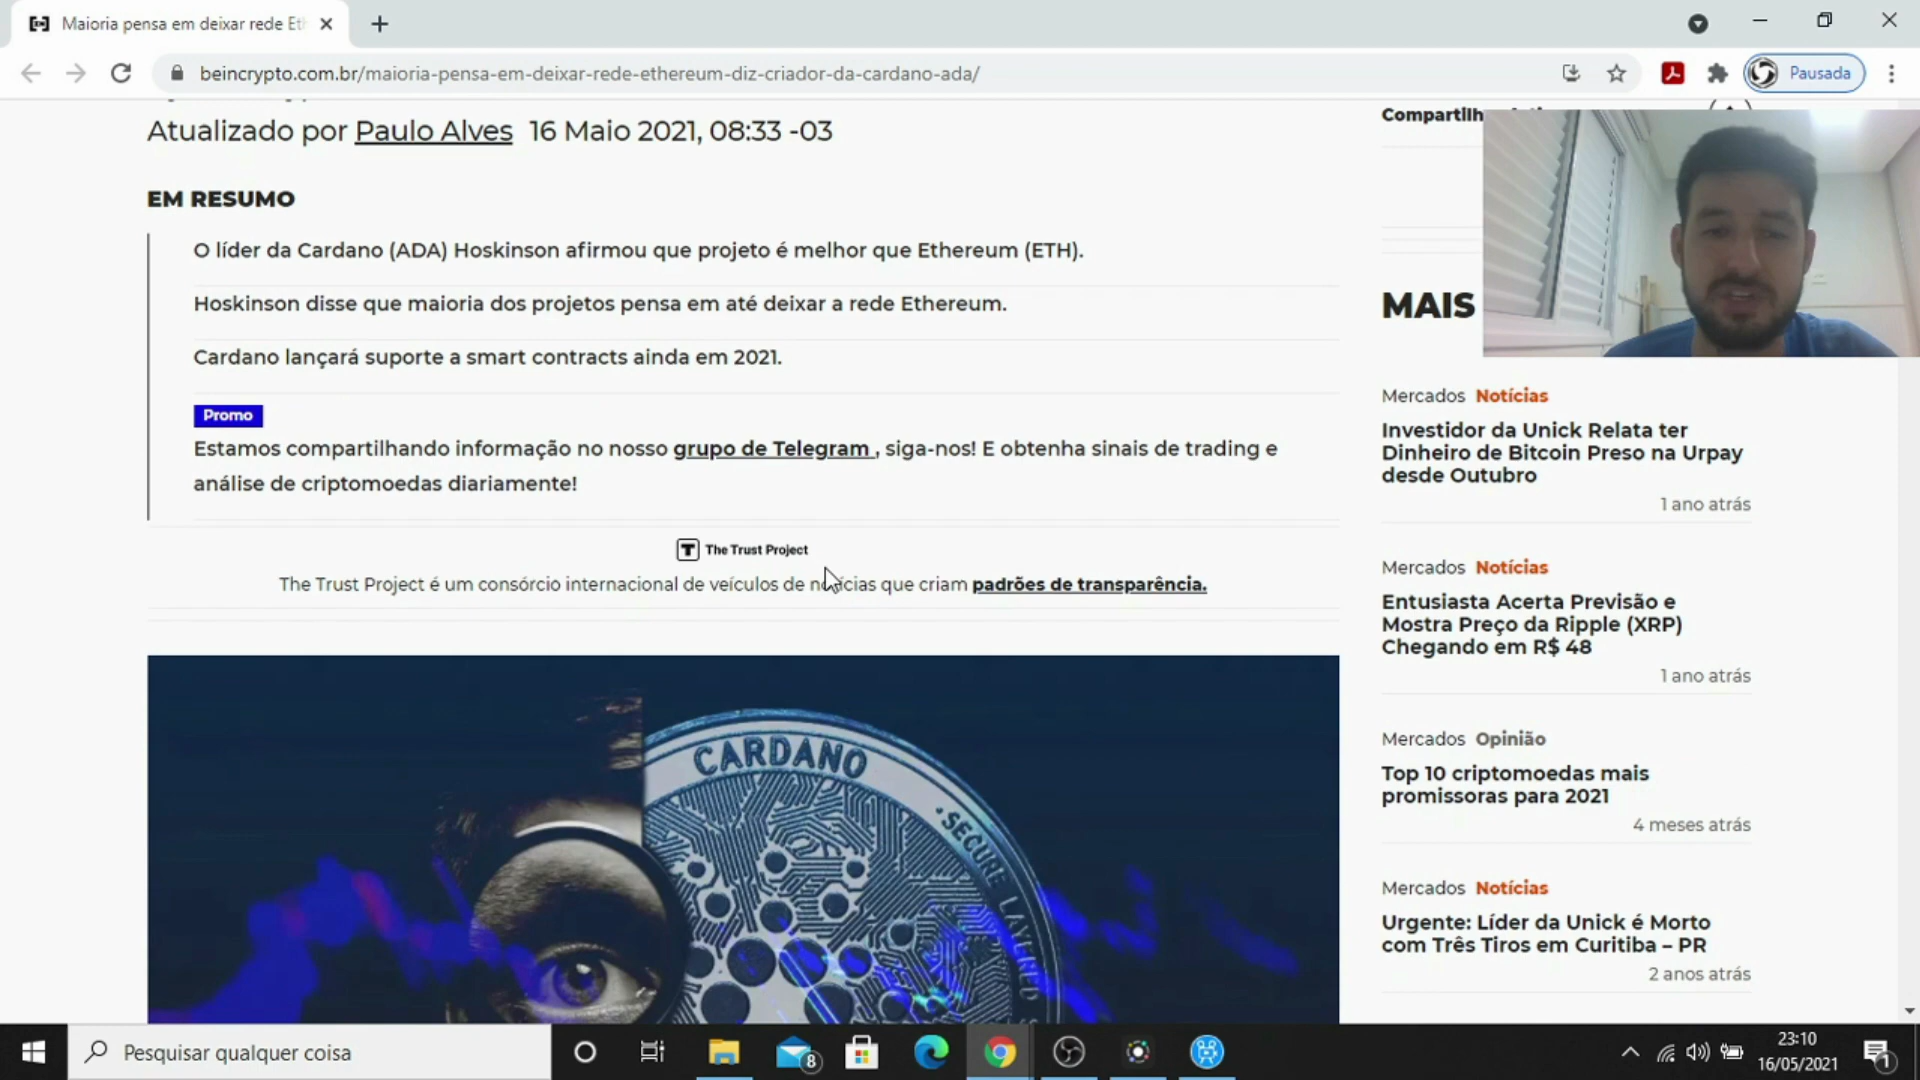 Maioria pensa em deixar rede Eth
beincrypto.com.br/maioria-pensa-em-deixar-rede-ethereum-diz-criador-da-cardano-ada/
Pausada
Atualizado por Paulo Alves 16 Maio 2021, 08:33 -03
EM RESUMO
O líder da Cardano (ADA) Hoskinson afirmou que projeto é melhor que Ethereum (ETH).
Hoskinson disse que maioria dos projetos pensa em até deixar a rede Ethereum.
Cardano lançará suporte a smart contracts ainda em 2021.
Promo
Estamos compartilhando informação no nosso grupo de Telegram , siga-nos! E obtenha sinais de trading e
análise de criptomoedas diariamente!
T The Trust Project
The Trust Project é um consórcio internacional de veículos de notícias que criam padrões de transparência.
CARDANO
SECURE LAYERED
Compartilh
MAIS
Mercados Notícias
Investidor da Unick Relata ter
Dinheiro de Bitcoin Preso na Urpay
desde Outubro
1 ano atrás
Mercados Notícias
Entusiasta Acerta Previsão e
Mostra Preço da Ripple (XRP)
Chegando em R$ 48
1 ano atrás
Mercados Opinião
Top 10 criptomoedas mais
promissoras para 2021
4 meses atrás
Mercados Notícias
Urgente: Líder da Unick é Morto
com Três Tiros em Curitiba – PR
2 anos atrás
Pesquisar qualquer coisa
8
23:10
16/05/2021
1